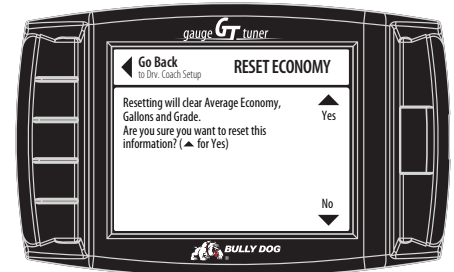 gauge GT tuner
Go Back
to Drv. Coach Setup
RESET ECONOMY
Resetting will clear Average Economy,
Gallons and Grade.
Are you sure you want to reset this
information? (▲ for Yes)
Yes
No
BULLY DOG